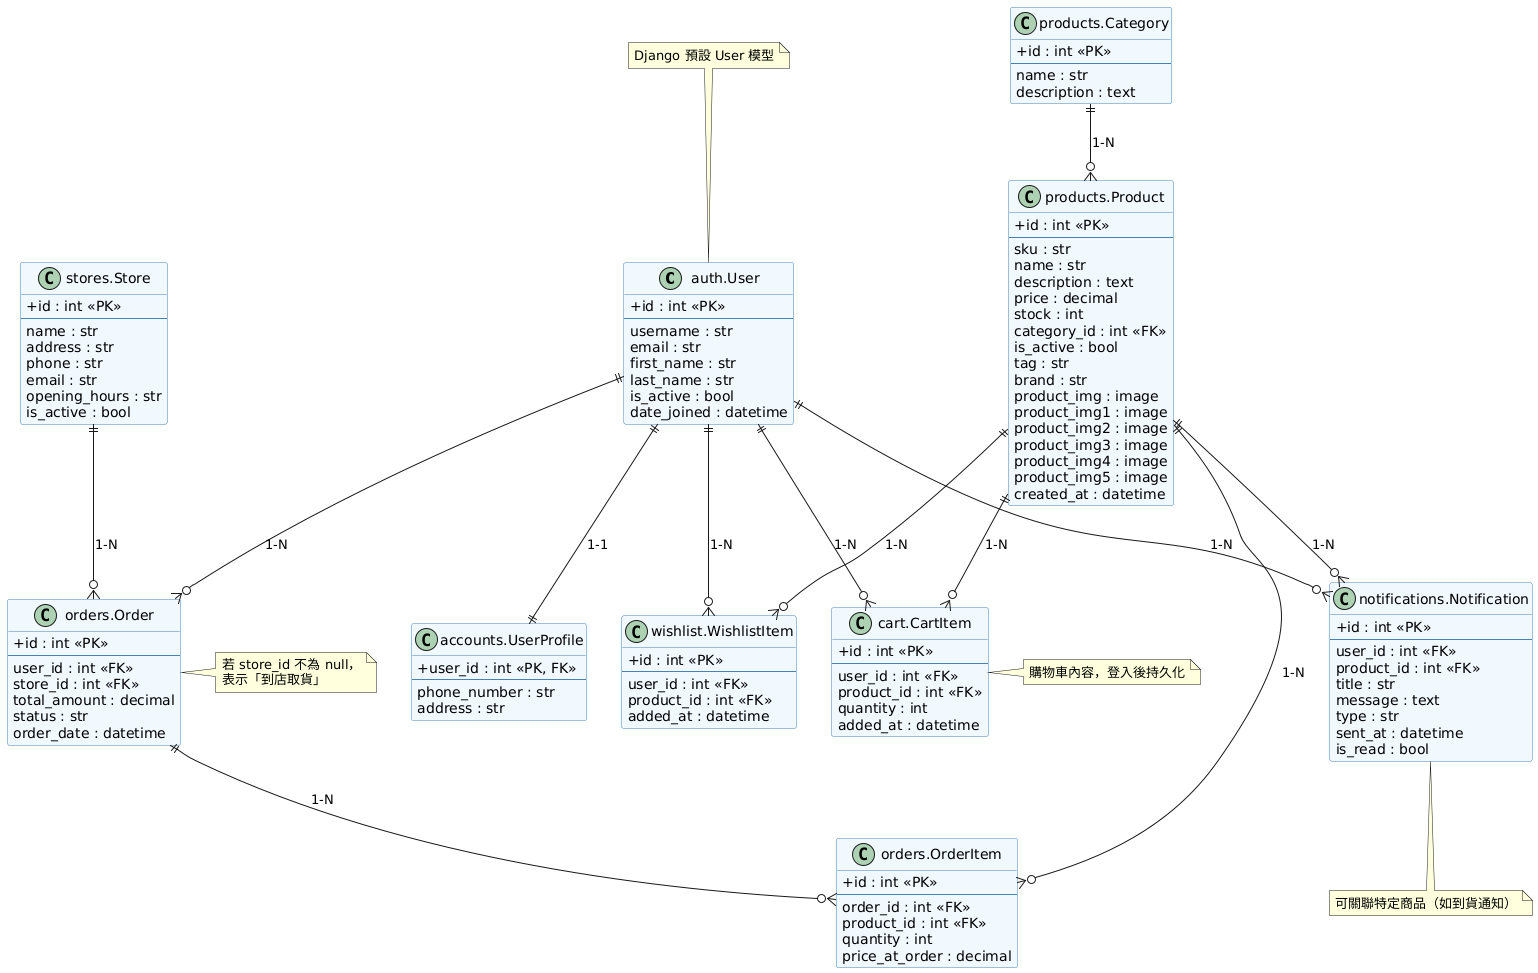 products.Category
+id : int «PK»
name : str
description : text
Django 預設 User 模型
1-N
products.Product
+id : int «PK»
sku : str
name : str
description : text
price : decimal
stock : int
category_id : int «FK»
is_active : bool
tag : str
brand : str
product_img : image
product_img1 : image
product_img2 : image
product_img3 : image
product_img4 : image
product_img5 : image
created_at : datetime
stores.Store
+id : int «PK»
name : str
address : str
phone : str
email : str
opening_hours : str
is_active : bool
auth.User
+id : int «PK»
username : str
email : str
first_name : str
last_name : str
is_active : bool
date_joined : datetime
1-N
1-N
1-1
1-N
1-N
1-N
1-N
1-N
1-N
orders.Order
+id : int «PK»
user_id : int «FK»
store_id : int «FK»
total_amount : decimal
status : str
order_date : datetime
若 store_id 不為 null，
表示「到店取貨」
accounts.UserProfile
+user_id : int «PK, FK»
phone_number : str
address : str
wishlist.WishlistItem
+id : int «PK»
user_id : int «FK»
product_id : int «FK»
added_at : datetime
cart.CartItem
+id : int «PK»
user_id : int «FK»
product_id : int «FK»
quantity : int
added_at : datetime
購物車內容，登入後持久化
1-N
notifications.Notification
+id : int «PK»
user_id : int «FK»
product_id : int «FK»
title : str
message : text
type : str
sent_at : datetime
is_read : bool
1-N
orders.OrderItem
+id : int «PK»
order_id : int «FK»
product_id : int «FK»
quantity : int
price_at_order : decimal
可關聯特定商品（如到貨通知）